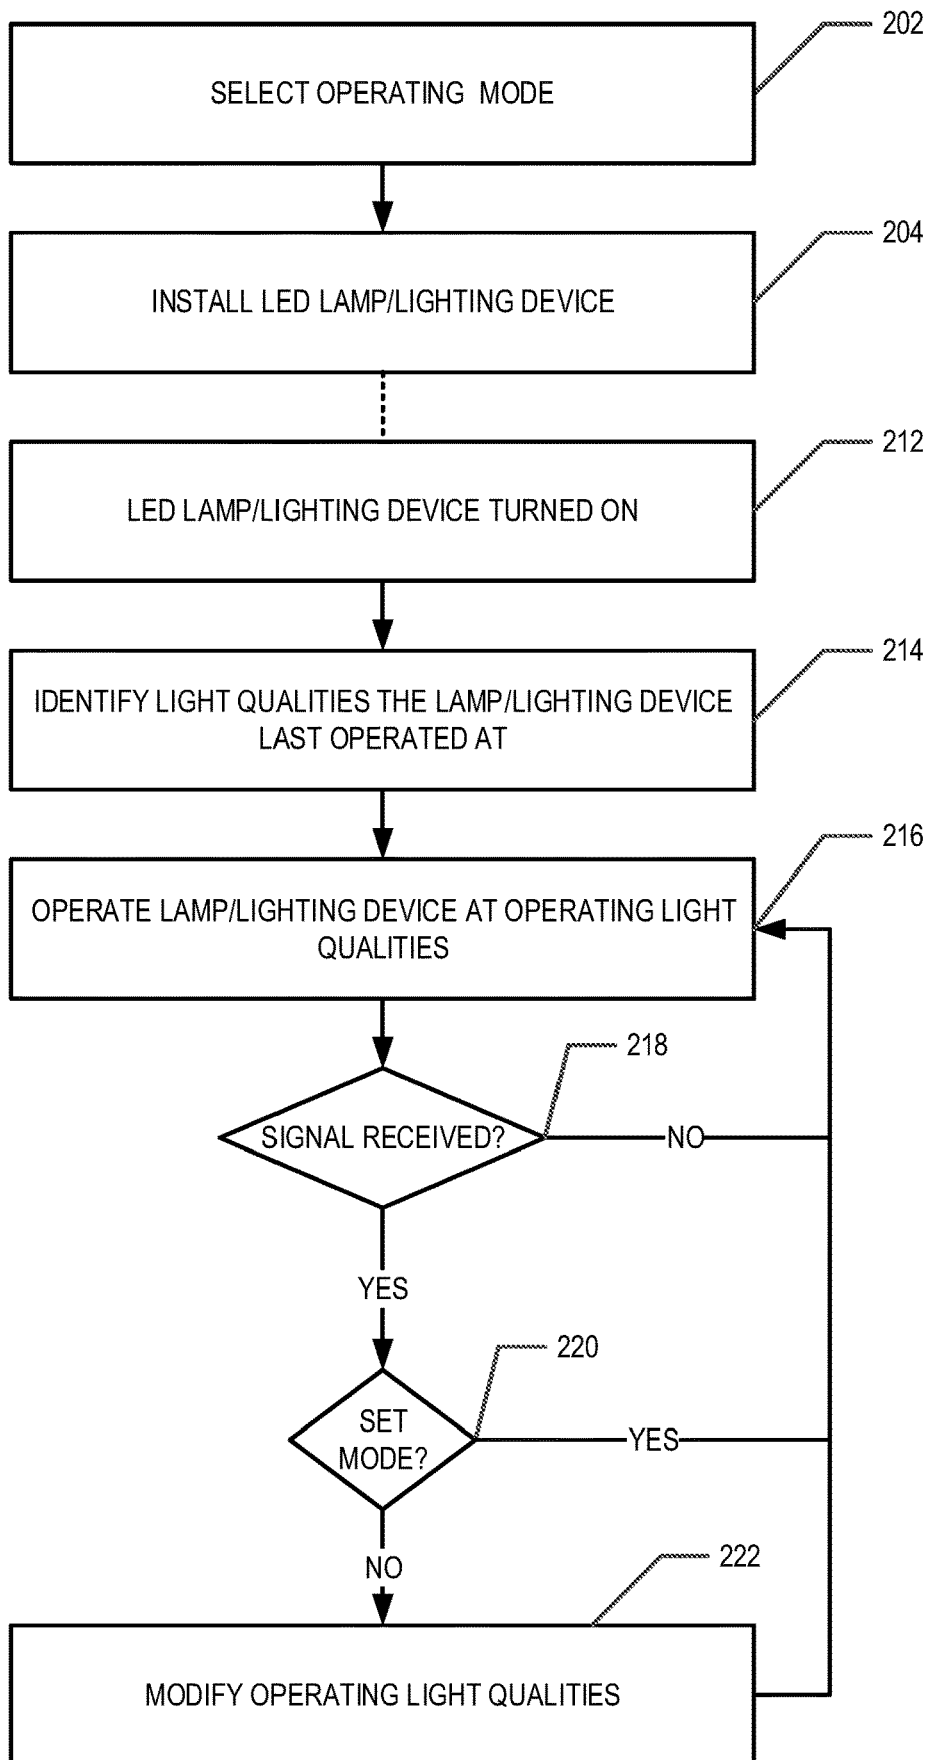 202
SELECT OPERATING MODE
204
INSTALL LED LAMP/LIGHTING DEVICE
212
LED LAMP/LIGHTING DEVICE TURNED ON
214
IDENTIFY LIGHT QUALITIES THE LAMP/LIGHTING DEVICE
LAST OPERATED AT
216
OPERATE LAMP/LIGHTING DEVICE AT OPERATING LIGHT
QUALITIES
218
SIGNAL RECEIVED?
NO
YES
220
SET
MODE?
YES
NO
222
MODIFY OPERATING LIGHT QUALITIES